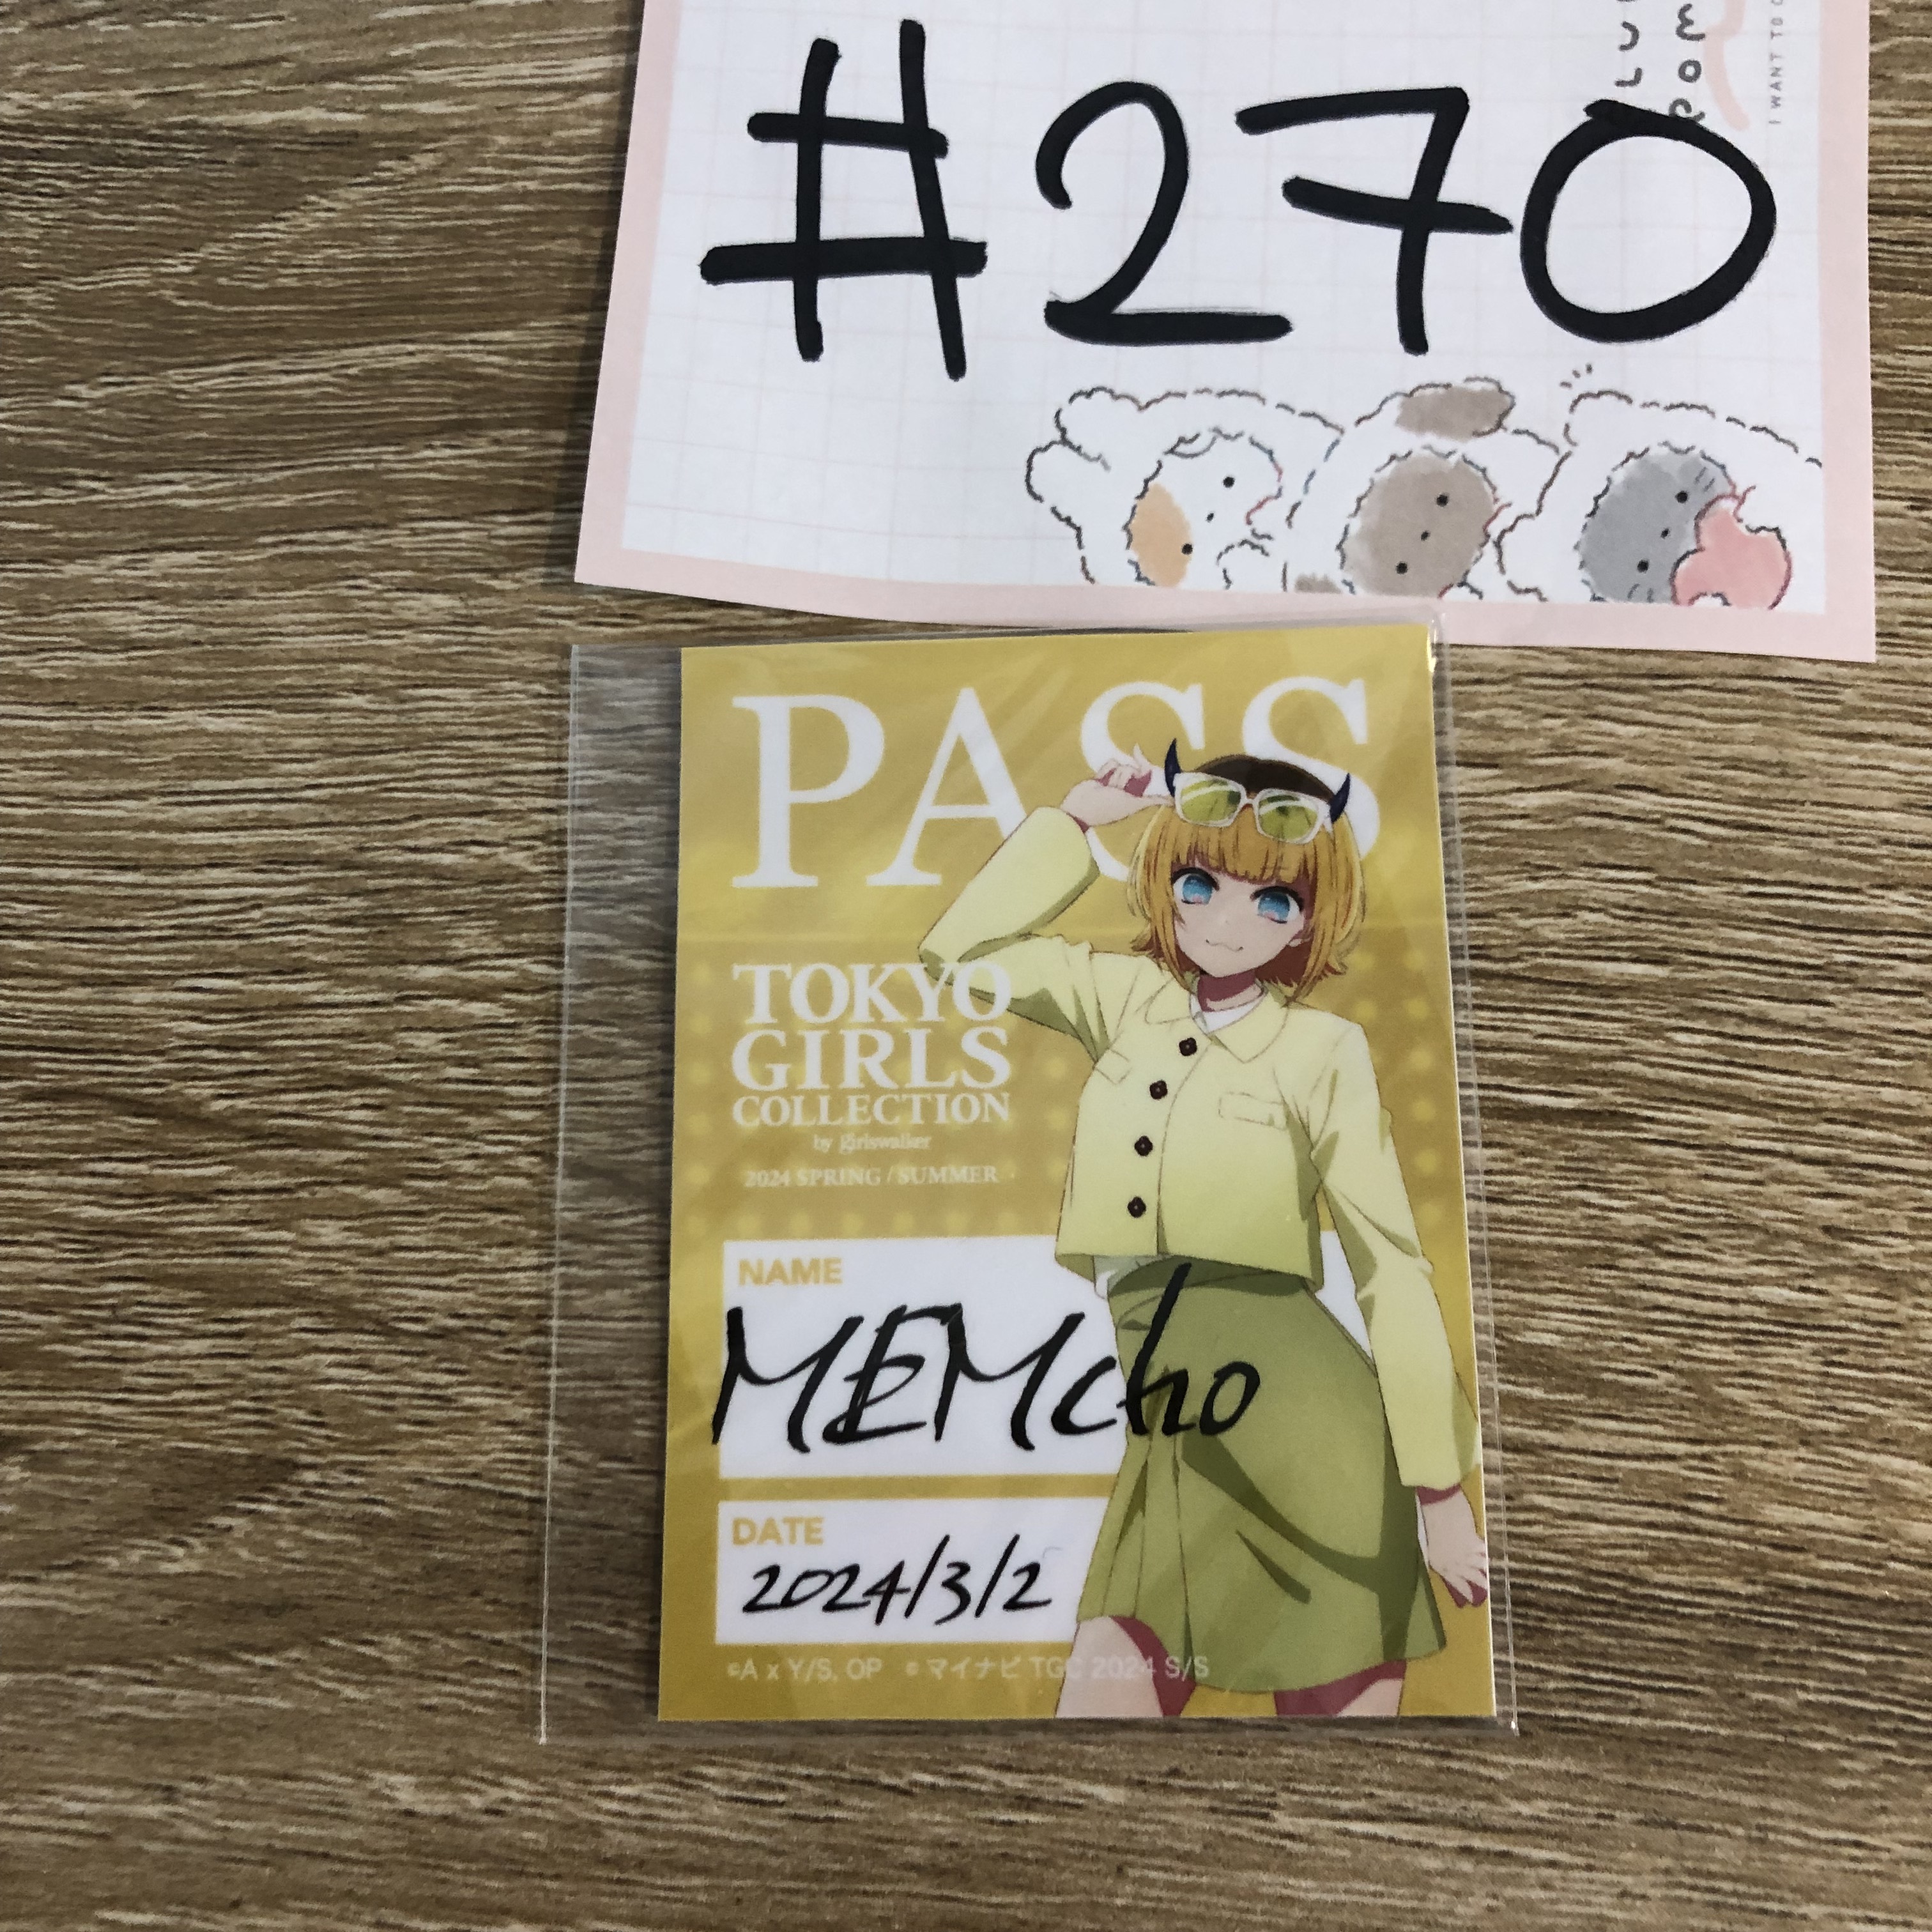 #270
I WANT TO
PASS
TOKYO
GIRLS
COLLECTION
by girlswalker
2024 SPRING / SUMMER
NAME
MEMcho
DATE
2024/3/2
©A x Y/S, OP © マイナビ TGC 2024 S/S